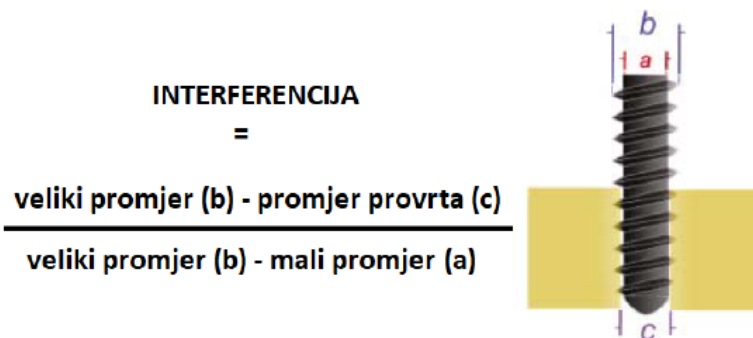 INTERFERENCIJA
=
veliki promjer (b) - promjer provrta (c)
veliki promjer (b) - mali promjer (a)
b
a
c